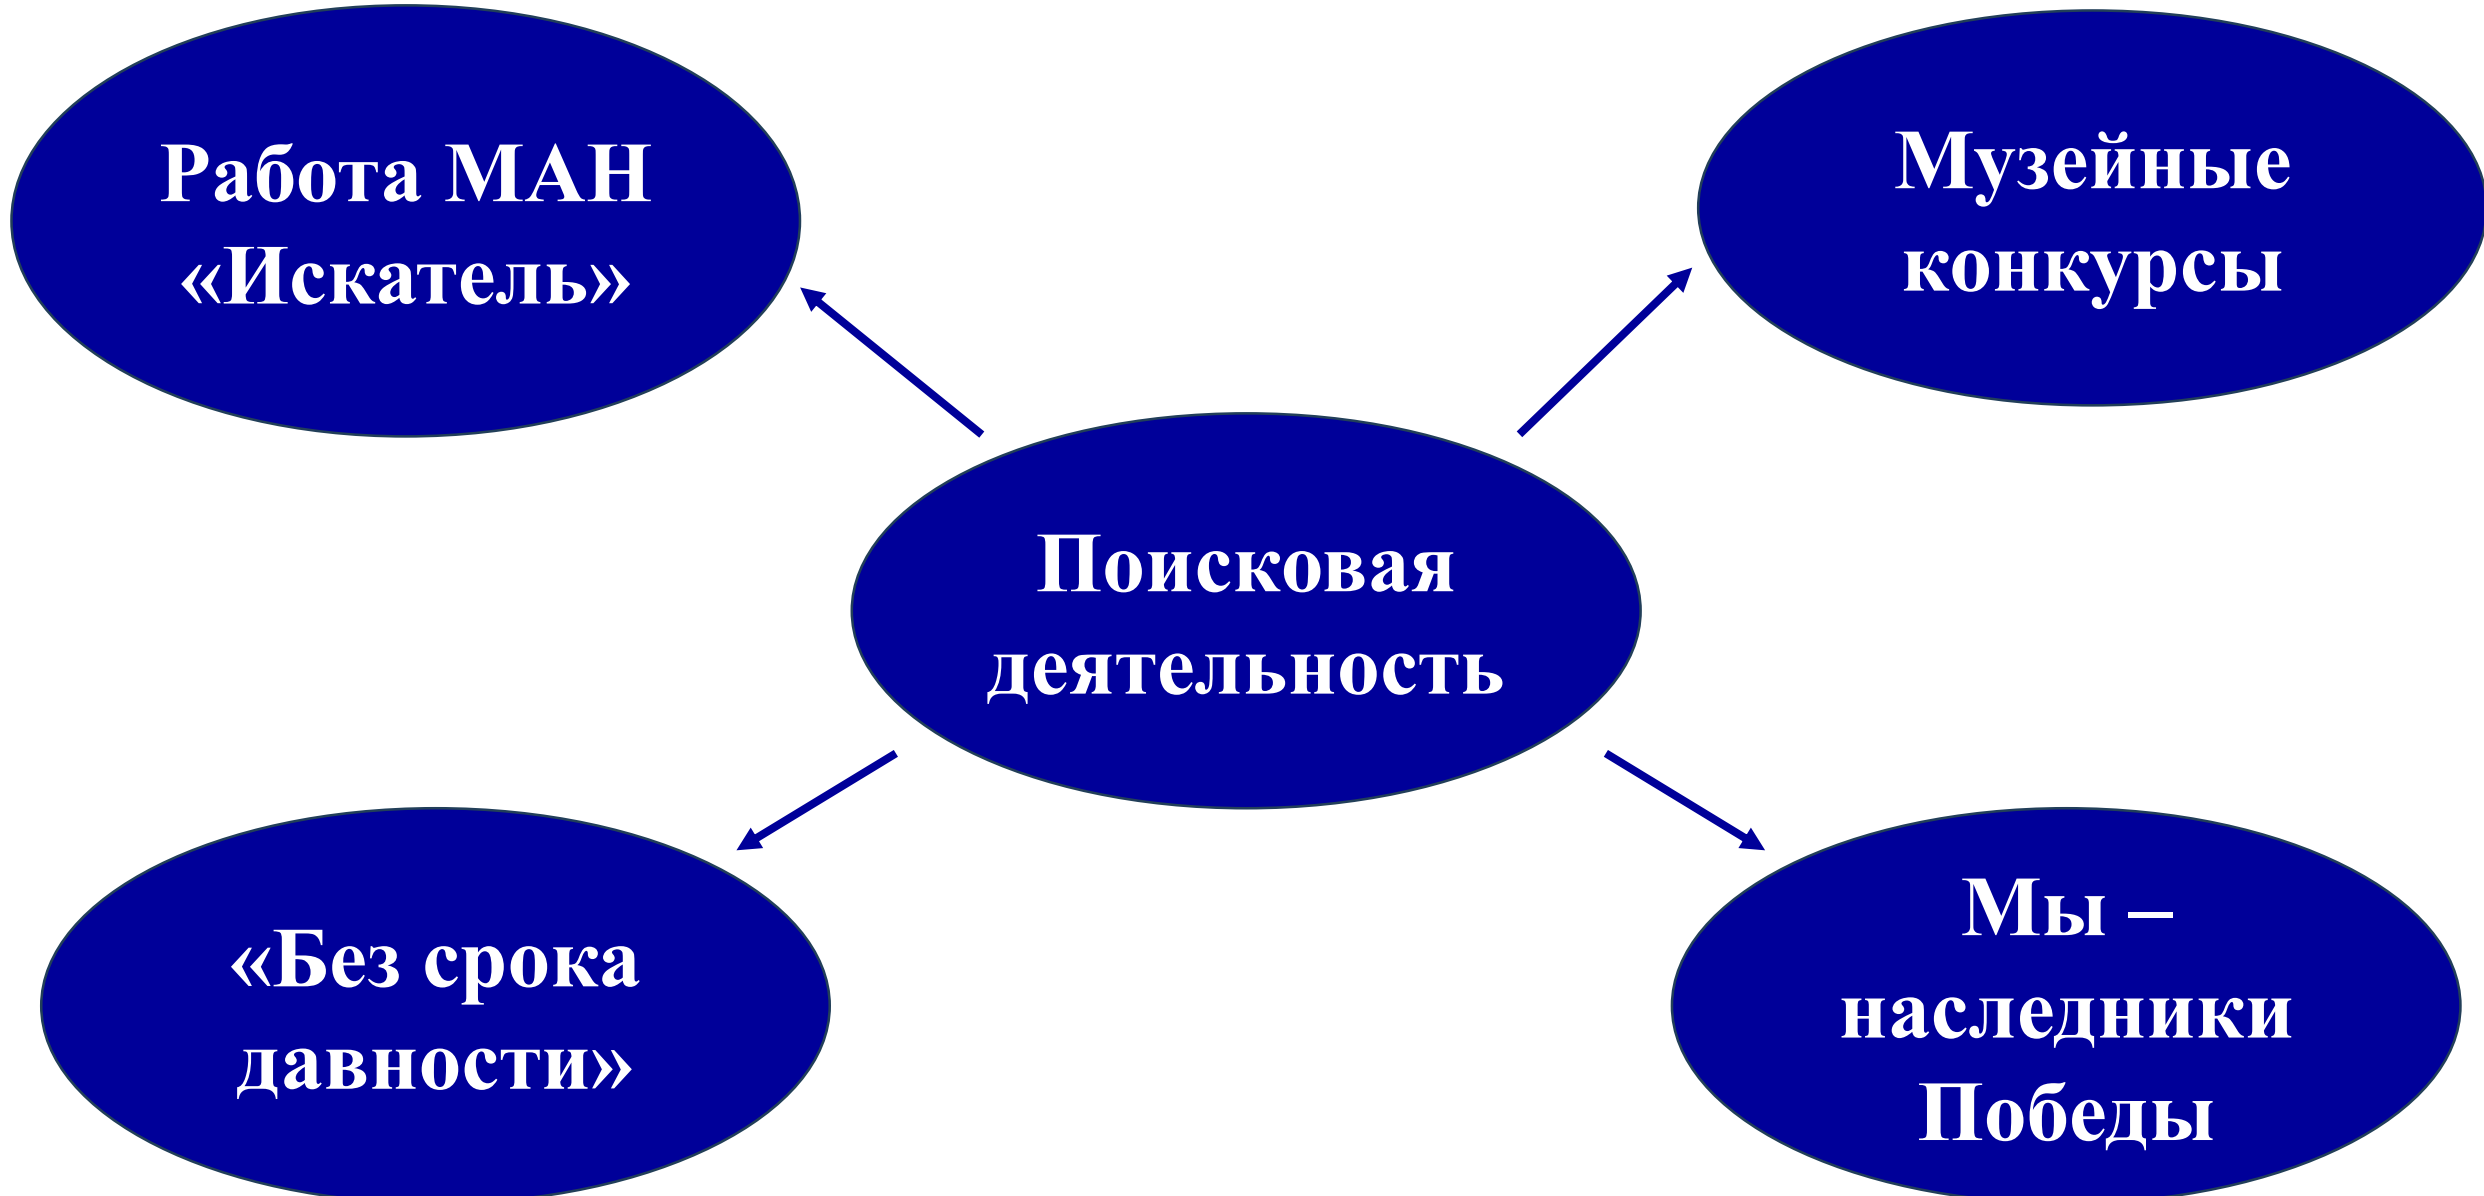 Работа МАН
«Искатель»
Музейные
конкурсы
Поисковая
деятельность
«Без срока
давности»
Мы –
наследники
Победы